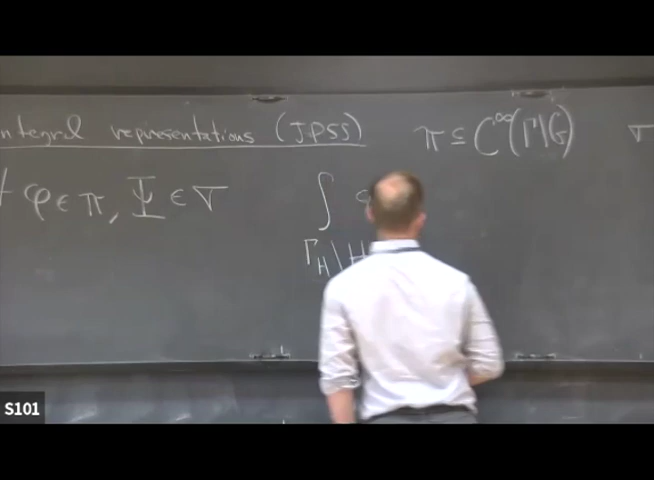 ntegral representations (JPSS)
φ ∈ π, Ψ ∈ σ
∫
Γ_H\H
π ⊆ C^∞(Γ\G)
σ
S101